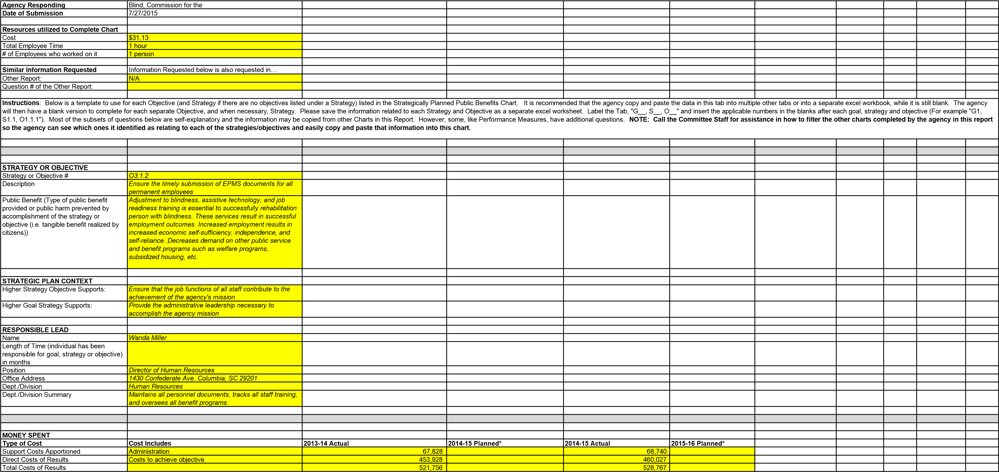 Agency Responding Blind, Commission for the
Date of Submission 7/27/2015
Resources utilized to Complete Chart
Cost $31.13
Total Employee Time 1 hour
# of Employees who worked on it 1 person
Similar Information Requested Information Requested below is also requested in…
Other Report: N/A
Question # of the Other Report:
Instructions:  Below is a template to use for each Objective (and Strategy if there are no objectives listed under a Strategy) listed in the Strategically Planned Public Benefits Chart.   It is recommended that the agency copy and paste the data in this tab into multiple other tabs or into a separate excel workbook, while it is still blank.  The agency
will then have a blank version to complete for each separate Objective, and when necessary, Strategy.  Please save the information related to each Strategy and Objective as a separate excel worksheet.  Label the Tab, "G__, S__, O__" and insert the applicable numbers in the blanks after each goal, strategy and objective (For example "G1,
S1.1, O1.1.1").  Most of the subsets of questions below are self-explanatory and the information may be copied from other Charts in this Report.  However, some, like Performance Measures, have additional questions.  NOTE:  Call the Committee Staff for assistance in how to filter the other charts completed by the agency in this report
so the agency can see which ones it identified as relating to each of the strategies/objectives and easily copy and paste that information into this chart.
STRATEGY OR OBJECTIVE
Strategy or Objective # O3.1.2
Description
Ensure the timely submission of EPMS documents for all
permanent employees
Public Benefit (Type of public benefit
provided or public harm prevented by
accomplishment of the strategy or
objective (i.e. tangible benefit realized by
citizens))
Adjustment to blindness, assistive technology, and job
readiness training is essential to successfully rehabilitation
person with blindness. These services result in successful
employment outcomes. Increased employment results in
increased economic self-sufficiency, independence, and
self-reliance. Decreases demand on other public service
and benefit programs such as welfare programs,
subsidized housing, etc.
STRATEGIC PLAN CONTEXT
Higher Strategy Objective Supports:
Ensure that the job functions of all staff contribute to the
achievement of the agency's mission
Higher Goal Strategy Supports:
Provide the administrative leadership necessary to
accomplish the agency mission
RESPONSIBLE LEAD
Name Wanda Miller
Length of Time (individual has been
responsible for goal, strategy or objective)
in months
Position Director of Human Resources
Office Address 1430 Confederate Ave. Columbia, SC 29201
Dept./Division Human Resources
Dept./Division Summary
Maintains all personnel documents, tracks all staff training,
and oversees all benefit programs.
MONEY SPENT
Type of Cost Cost Includes 2013-14 Actual 2014-15 Planned* 2014-15 Actual 2015-16 Planned*
Support Costs Apportioned Administration 67,828 68,740
Direct Costs of Results Costs to achieve objective 453,928 460,027
Total Costs of Results 521,756 528,767